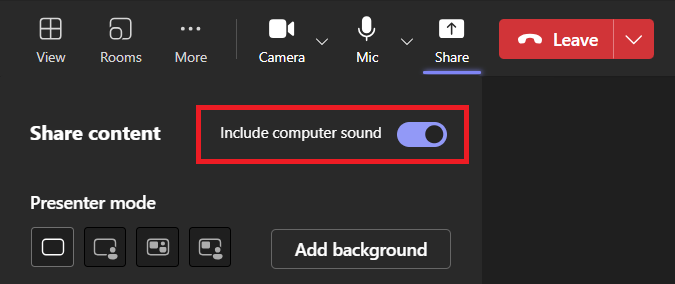 View Rooms More Camera Mic Share Leave
Share content Include computer sound
Presenter mode
Add background